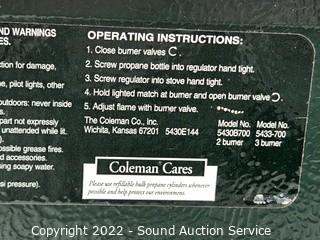 ND WARNINGS
ES.
ction for damage,
ne, pilot lights, other
outdoors: never inside
s.
part not expressly
unattended while lit.
ossible grease fires.
d accessories.
ing soapy water.
si pressure).
OPERATING INSTRUCTIONS:
1. Close burner valves
2. Screw propane bottle into regulator hand tight.
3. Screw regulator into stove hand tight.
4. Hold lighted match at burner and open burner valve
5. Adjust flame with burner valve.
The Coleman Co., Inc.
Wichita, Kansas 67201 5430E144
Model No. Model No.
5430B700 5433-700
2 burner 3 burner
Coleman Cares
Please use refillable bulk propane cylinders whenever
possible and help protect our environment.
Copyright 2022 - Sound Auction Service